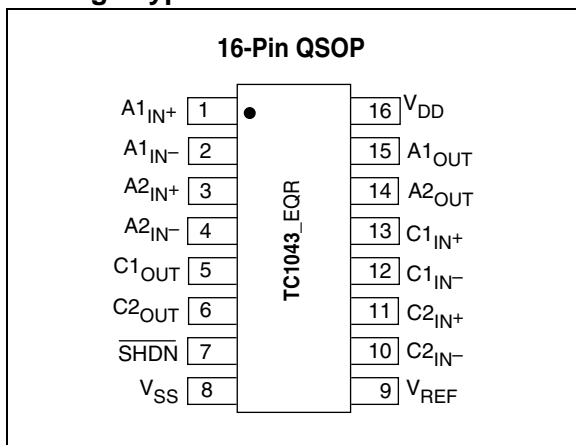 16-Pin QSOP
A1IN+ 1 16 VDD
A1IN– 2 15 A1OUT
A2IN+ 3 14 A2OUT
A2IN– 4 13 C1IN+
C1OUT 5 12 C1IN–
C2OUT 6 11 C2IN+
SHDN 7 10 C2IN–
VSS 8 9 VREF
TC1043_EQR